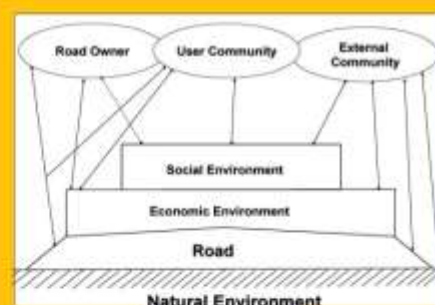 Road Owner
User Community
External
Community
Social Environment
Economic Environment
Road
Natural Environment